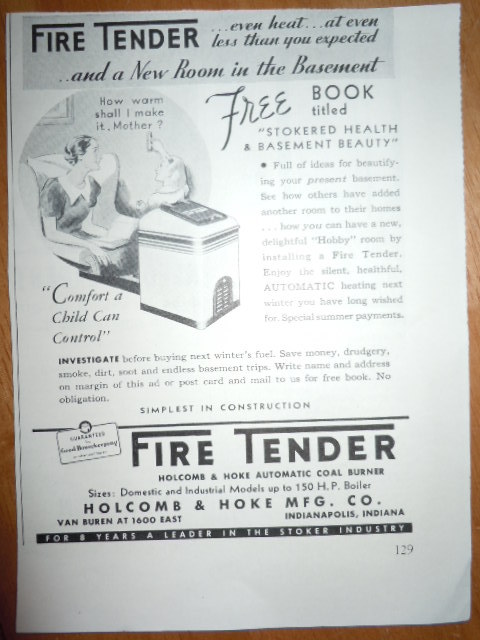 FIRE TENDER ...even heat...at even
less than you expected
..and a New Room in the Basement
How warm
shall I make
it, Mother?
Free BOOK
titled
"STOKERED HEALTH
& BASEMENT BEAUTY"
• Full of ideas for beautify-
ing your present basement.
See how others have added
another room to their homes
... how you can have a new,
delightful "Hobby" room by
installing a Fire Tender.
Enjoy the silent, healthful,
AUTOMATIC heating next
winter you have long wished
for. Special summer payments.
"Comfort a
Child Can
Control"
INVESTIGATE before buying next winter's fuel. Save money, drudgery,
smoke, dirt, soot and endless basement trips. Write name and address
on margin of this ad or post card and mail to us for free book. No
obligation.
SIMPLEST IN CONSTRUCTION
GUARANTEED
Good Housekeeping
FIRE TENDER
HOLCOMB & HOKE AUTOMATIC COAL BURNER
Sizes: Domestic and Industrial Models up to 150 H.P. Boiler
HOLCOMB & HOKE MFG. CO.
VAN BUREN AT 1600 EAST INDIANAPOLIS, INDIANA
FOR 8 YEARS A LEADER IN THE STOKER INDUSTRY
129